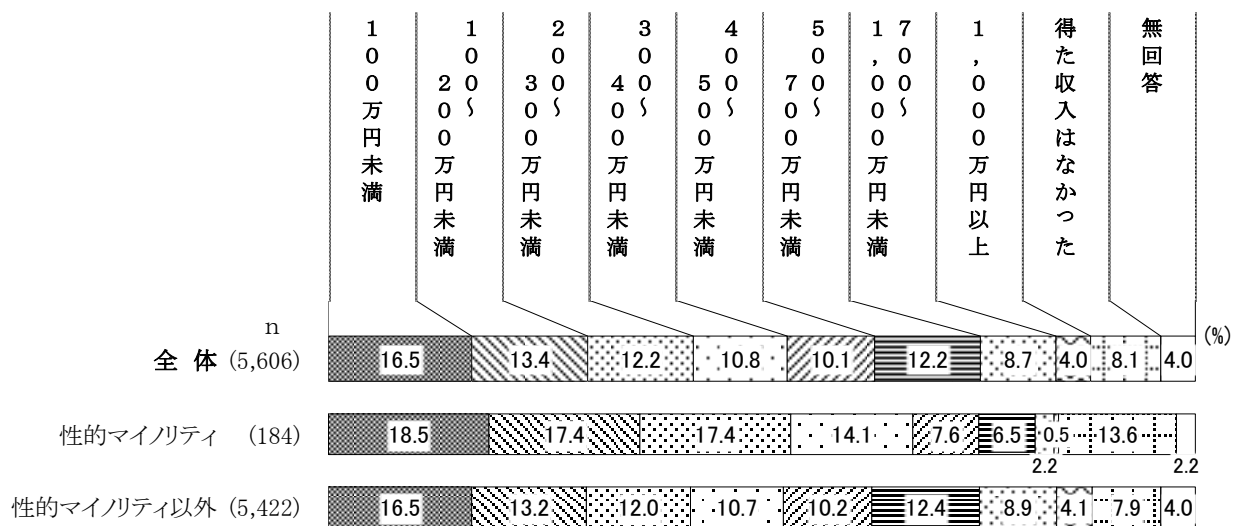 100万円未満
100～200万円未満
200～300万円未満
300～400万円未満
400～500万円未満
500～700万円未満
700～1,000万円未満
1,000万円以上
得た収入はなかった
無回答
n
(%)
全体 (5,606) 16.5 13.4 12.2 10.8 10.1 12.2 8.7 4.0 8.1 4.0
性的マイノリティ (184) 18.5 17.4 17.4 14.1 7.6 6.5 0.5 13.6
2.2 2.2
性的マイノリティ以外 (5,422) 16.5 13.2 12.0 10.7 10.2 12.4 8.9 4.1 7.9 4.0